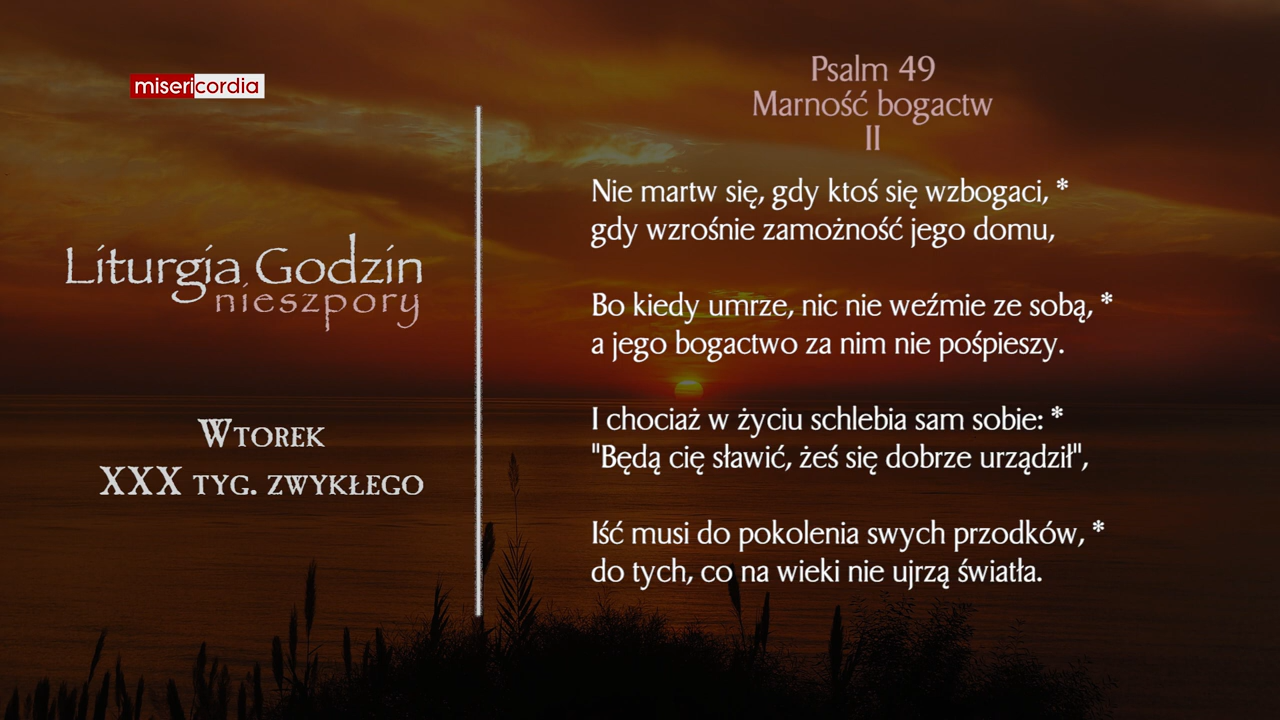 misericordia
Liturgia Godzin
nieszpory
Wtorek
XXX tyg. zwykłego
Psalm 49
Marność bogactw
II
Nie martw się, gdy ktoś się wzbogaci, *
gdy wzrośnie zamożność jego domu,
Bo kiedy umrze, nic nie weźmie ze sobą, *
a jego bogactwo za nim nie pośpieszy.
I chociaż w życiu schlebia sam sobie: *
"Będą cię sławić, żeś się dobrze urządził",
Iść musi do pokolenia swych przodków, *
do tych, co na wieki nie ujrzą światła.